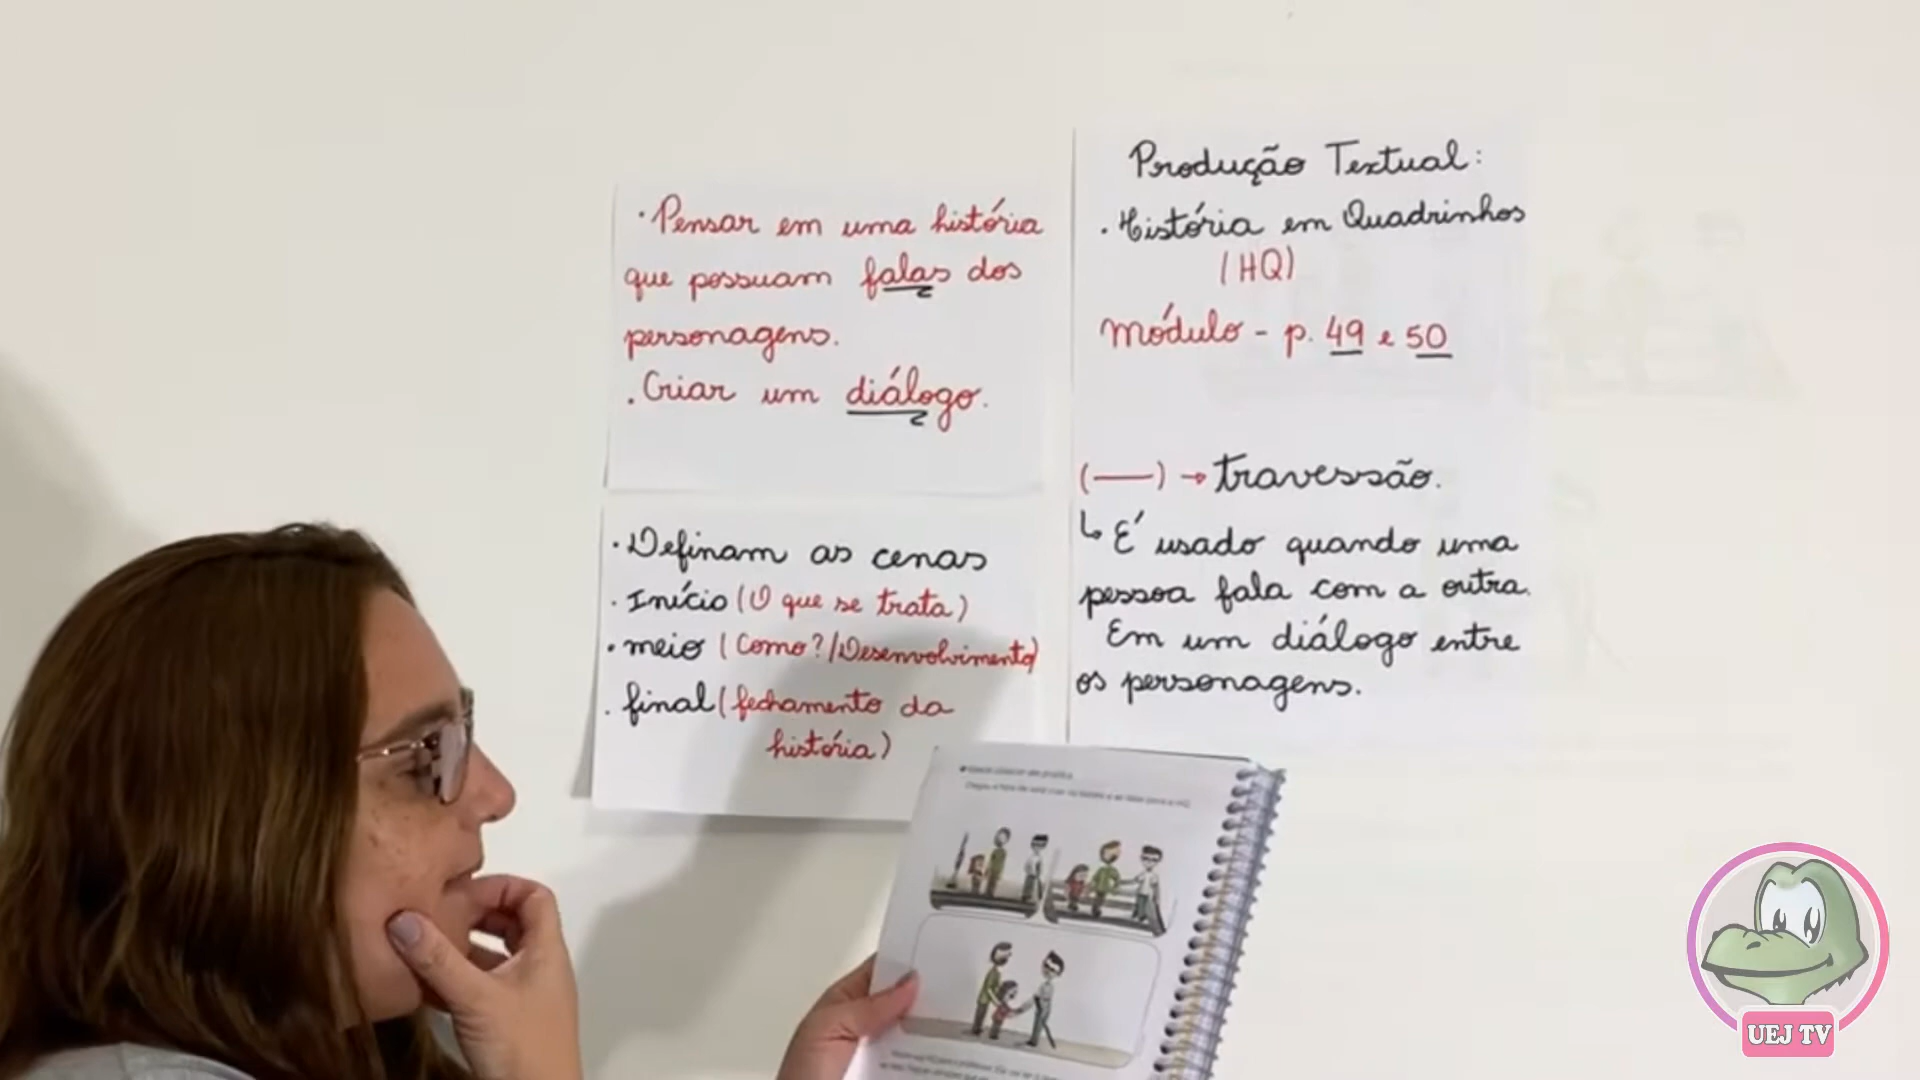 · Pensar em uma história
que possuam falas dos
personagens.
. Criar um diálogo.
· Definam as cenas
· Início (O que se trata)
• meio (Como?/Desenvolvimento)
. final (fechamento da
história)
Produção Textual:
. História em Quadrinhos
(HQ)
módulo - p. 49 e 50
(—) → travessão.
↳ É usado quando uma
pessoa fala com a outra.
Em um diálogo entre
os personagens.
UEJ TV